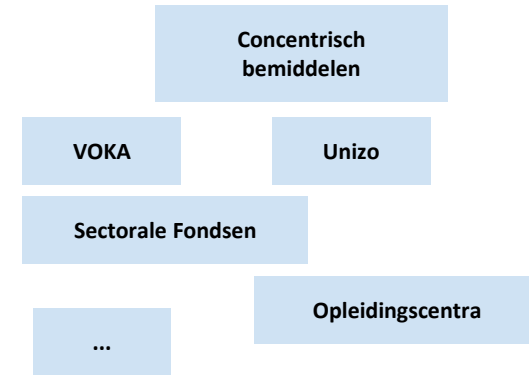 Concentrisch
bemiddelen
VOKA
Unizo
Sectorale Fondsen
Opleidingscentra
...